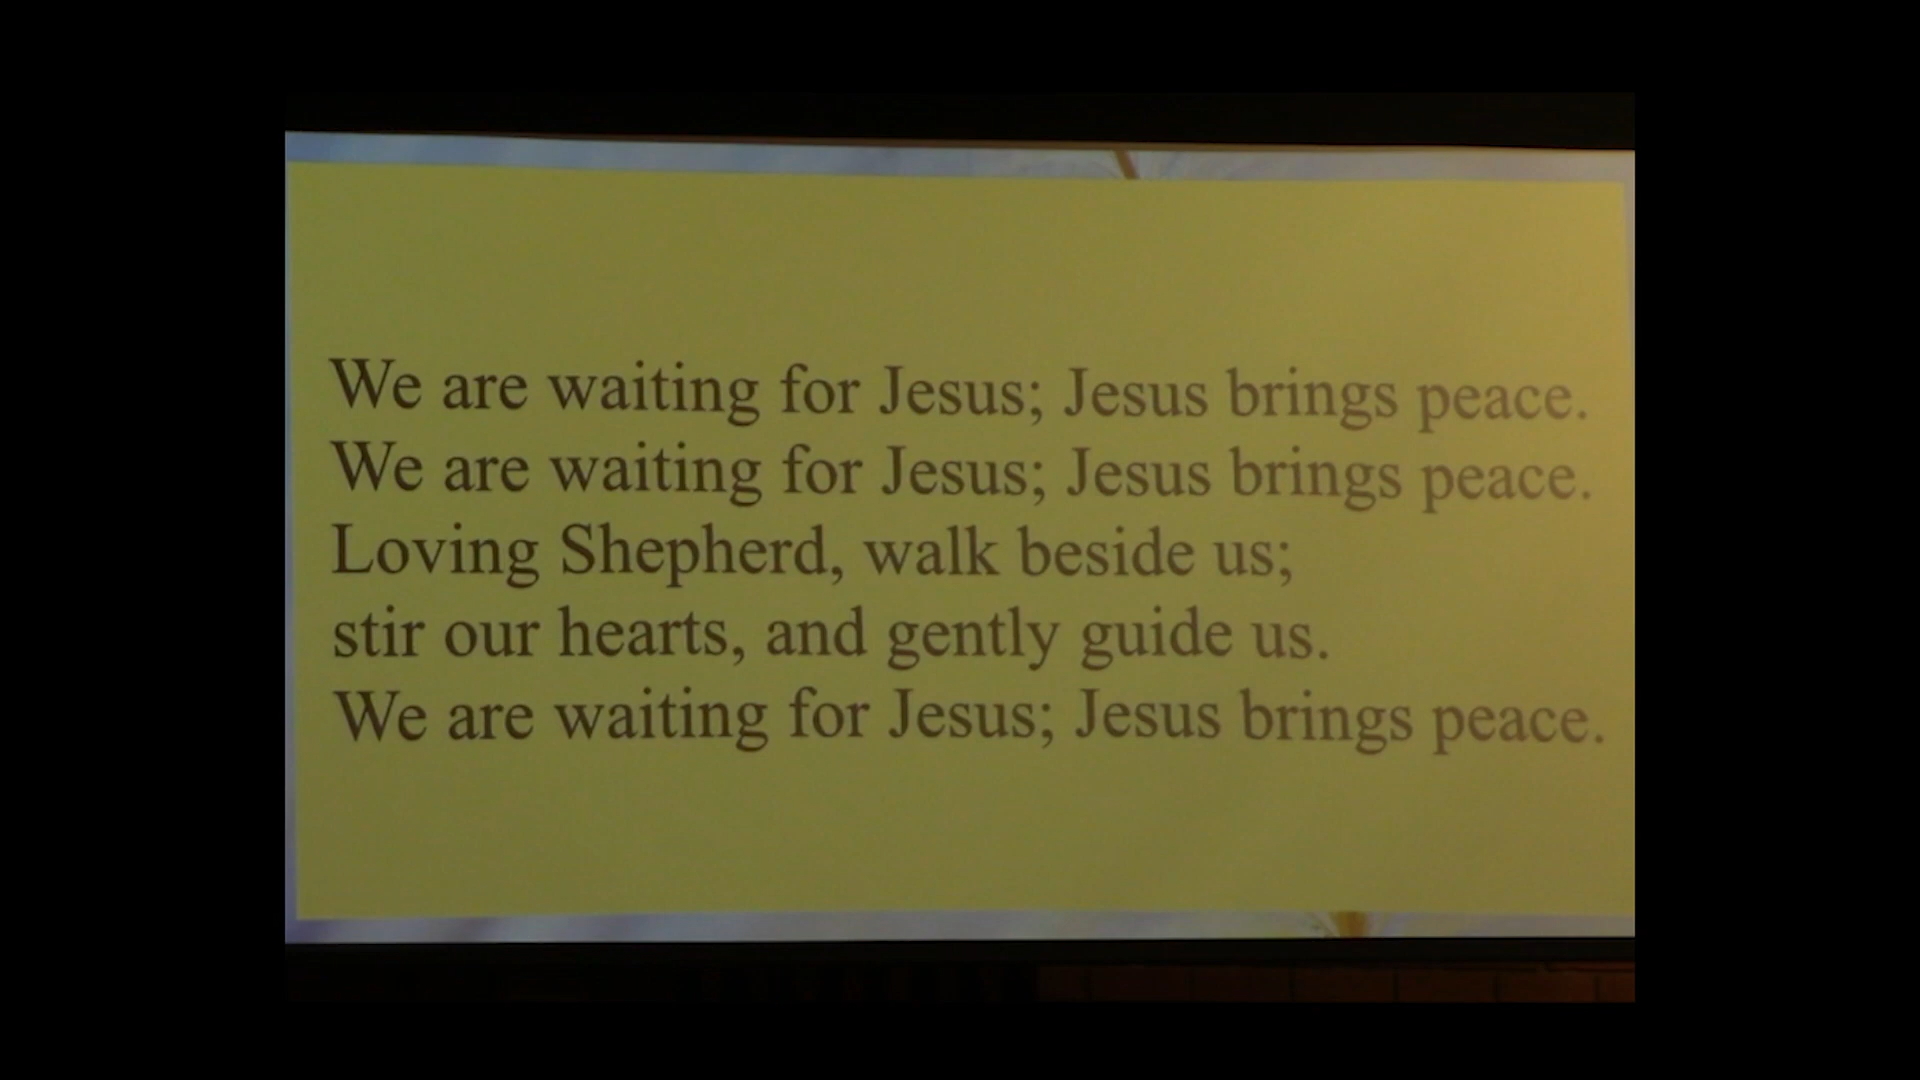 We are waiting for Jesus; Jesus brings peace.
We are waiting for Jesus; Jesus brings peace.
Loving Shepherd, walk beside us;
stir our hearts, and gently guide us.
We are waiting for Jesus; Jesus brings peace.